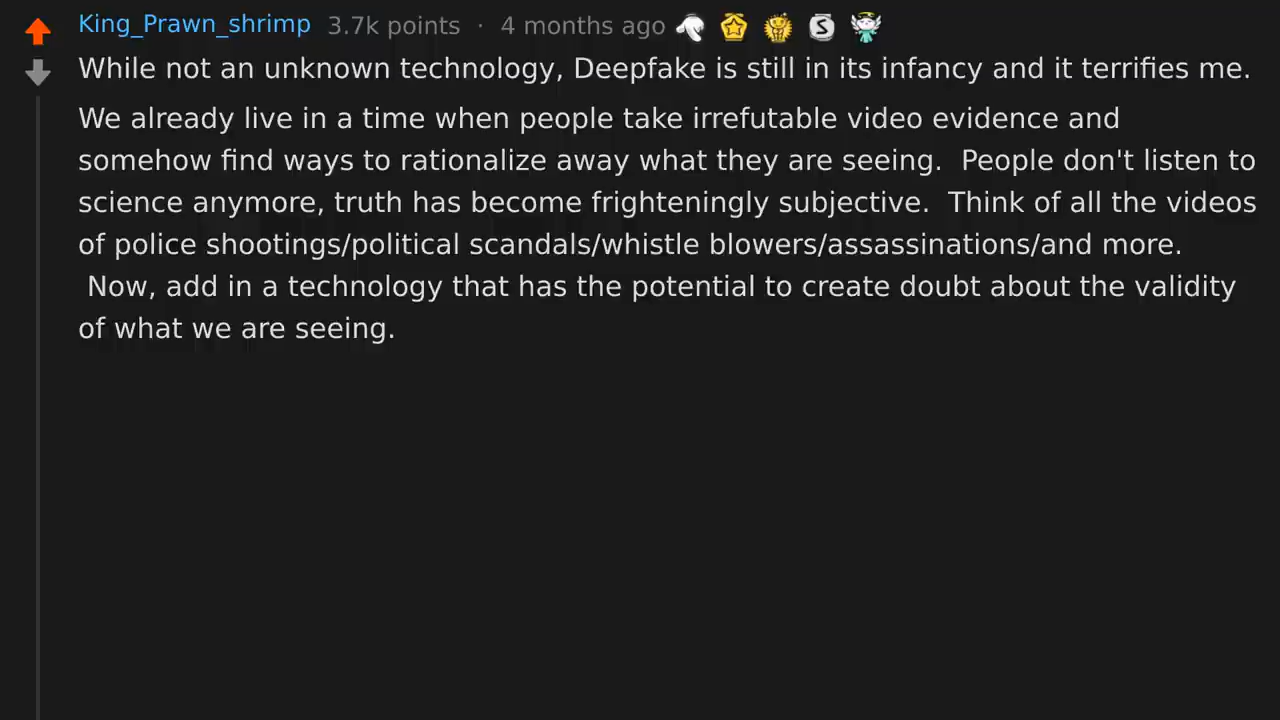 King_Prawn_shrimp 3.7k points · 4 months ago
While not an unknown technology, Deepfake is still in its infancy and it terrifies me.
We already live in a time when people take irrefutable video evidence and
somehow find ways to rationalize away what they are seeing.  People don't listen to
science anymore, truth has become frighteningly subjective.  Think of all the videos
of police shootings/political scandals/whistle blowers/assassinations/and more.
Now, add in a technology that has the potential to create doubt about the validity
of what we are seeing.